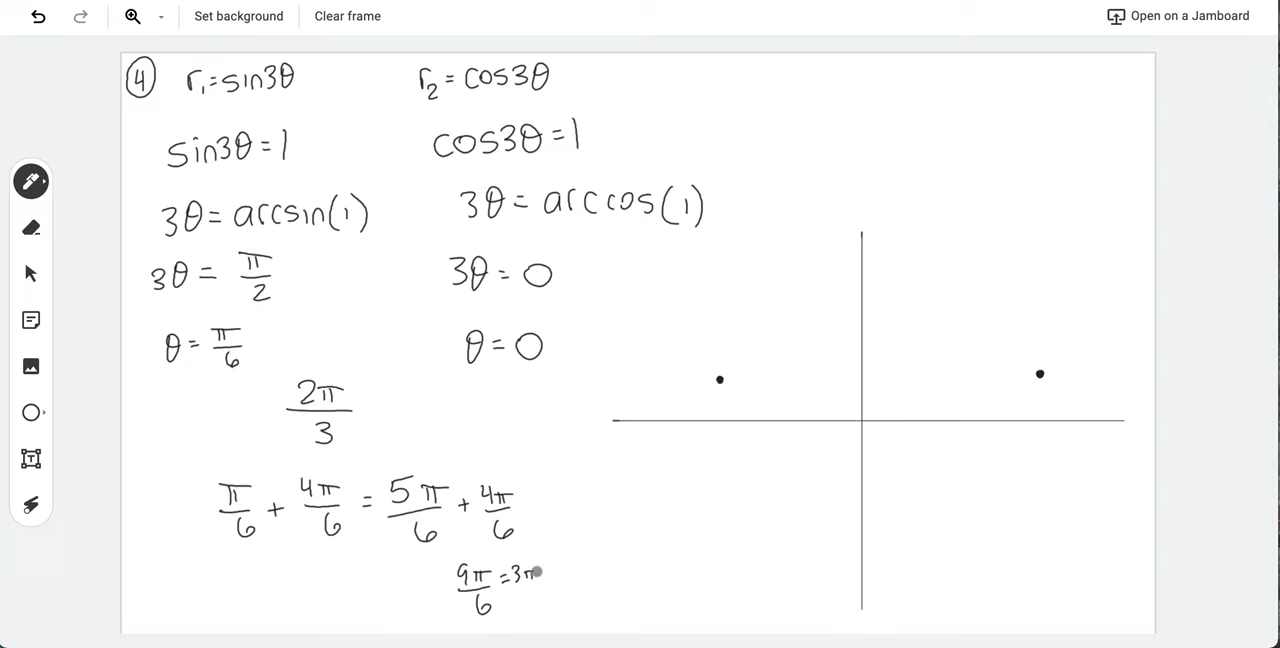 Set background Clear frame Open on a Jamboard
④ r₁=sin3θ r₂=cos3θ
sin3θ=1 cos3θ=1
3θ=arcsin(1) 3θ=arccos(1)
3θ=π/2 3θ=0
θ=π/6 θ=0
2π/3
π/6+4π/6=5π/6+4π/6
9π/6=3π